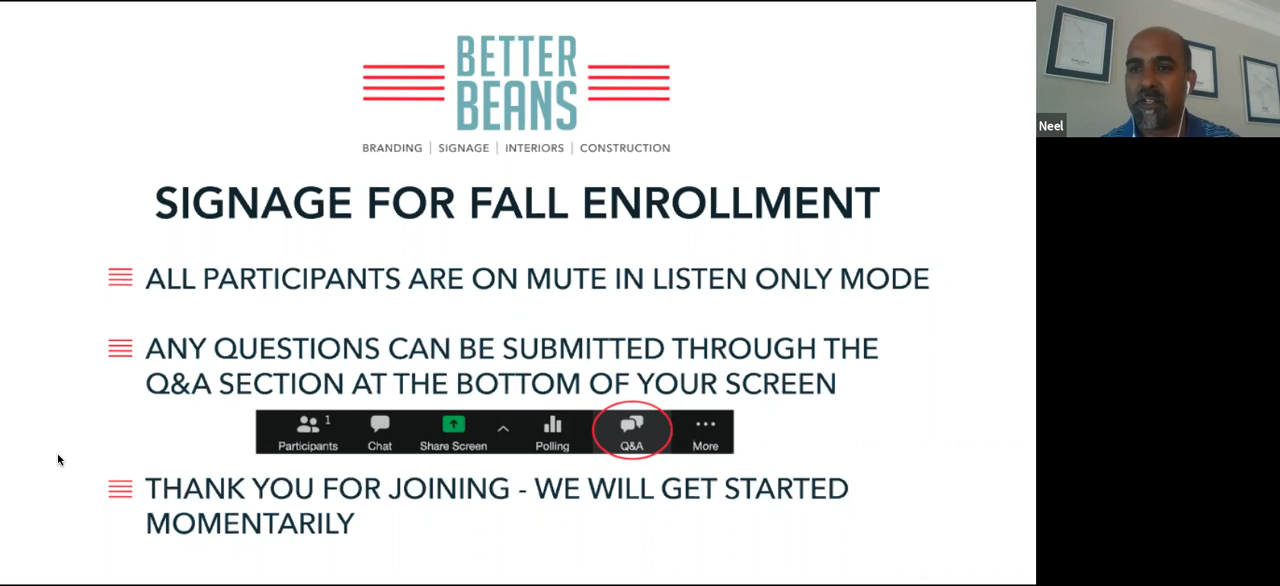 BETTER
BEANS
BRANDING | SIGNAGE | INTERIORS | CONSTRUCTION
SIGNAGE FOR FALL ENROLLMENT
ALL PARTICIPANTS ARE ON MUTE IN LISTEN ONLY MODE
ANY QUESTIONS CAN BE SUBMITTED THROUGH THE
Q&A SECTION AT THE BOTTOM OF YOUR SCREEN
1
Participants Chat Share Screen Polling Q&A More
THANK YOU FOR JOINING - WE WILL GET STARTED
MOMENTARILY
Neel